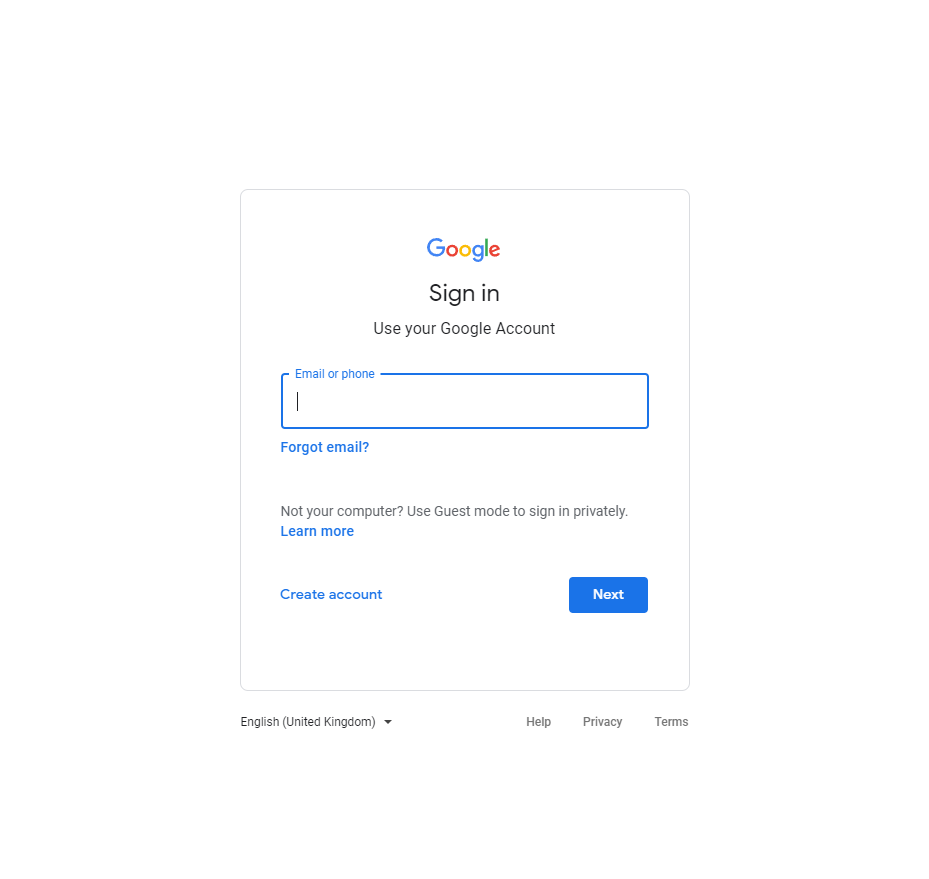 Google
Sign in
Use your Google Account
Email or phone
Forgot email?
Not your computer? Use Guest mode to sign in privately.
Learn more
Create account
Next
English (United Kingdom)
Help
Privacy
Terms